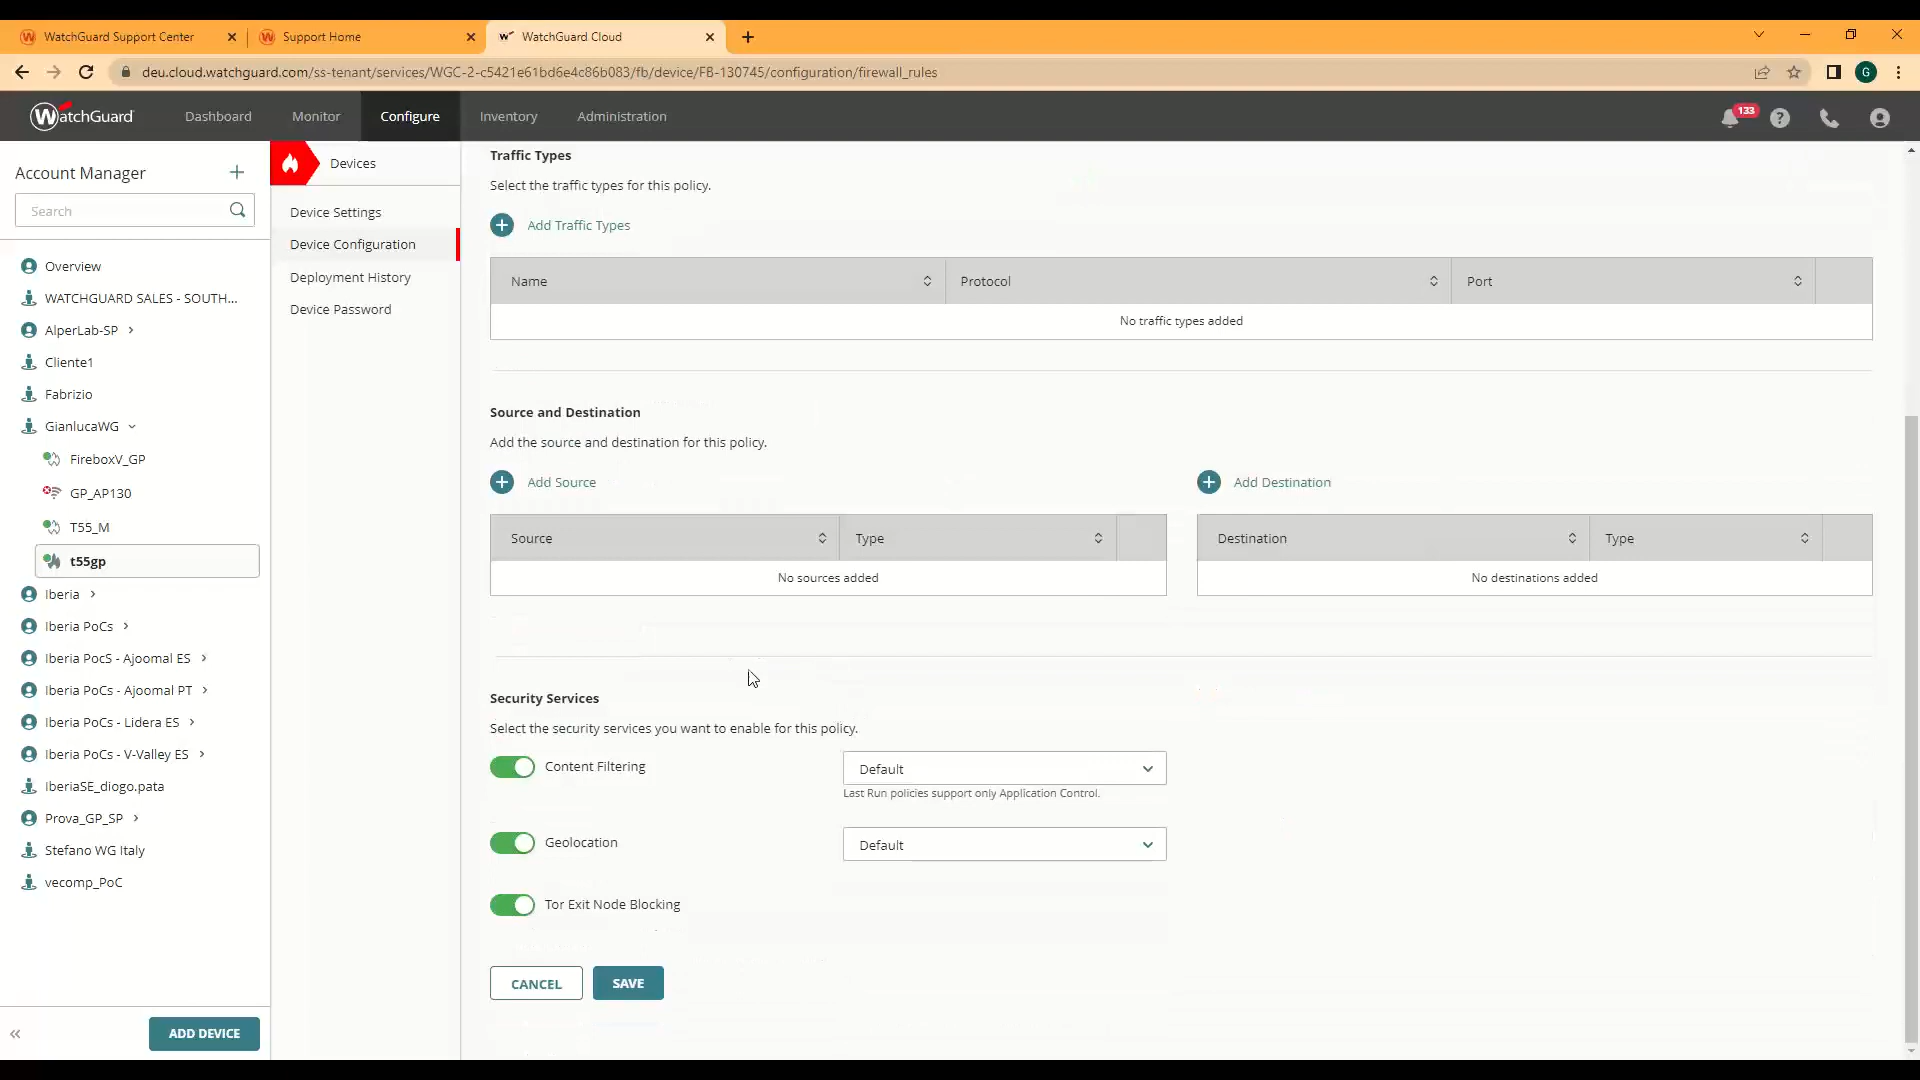 WatchGuard Support Center
Support Home
WatchGuard Cloud
deu.cloud.watchguard.com/ss-tenant/services/WGC-2-c5421e61bd6e4c86b083/fb/device/FB-130745/configuration/firewall_rules
G
WatchGuard
Dashboard
Monitor
Configure
Inventory
Administration
133
Account Manager
Search
Overview
WATCHGUARD SALES - SOUTH...
AlperLab-SP
Cliente1
Fabrizio
GianlucaWG
FireboxV_GP
GP_AP130
T55_M
t55gp
Iberia
Iberia PoCs
Iberia PocS - Ajoomal ES
Iberia PoCs - Ajoomal PT
Iberia PoCs - Lidera ES
Iberia PoCs - V-Valley ES
IberiaSE_diogo.pata
Prova_GP_SP
Stefano WG Italy
vecomp_PoC
ADD DEVICE
Devices
Device Settings
Device Configuration
Deployment History
Device Password
Traffic Types
Select the traffic types for this policy.
Add Traffic Types
Name Protocol Port
No traffic types added
Source and Destination
Add the source and destination for this policy.
Add Source
Add Destination
Source Type
No sources added
Destination Type
No destinations added
Security Services
Select the security services you want to enable for this policy.
Content Filtering Default
Last Run policies support only Application Control.
Geolocation Default
Tor Exit Node Blocking
CANCEL SAVE